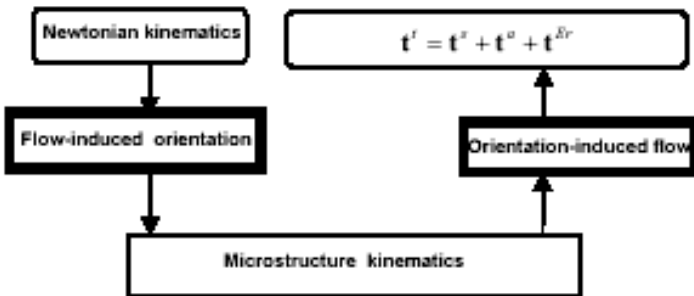 Newtonian kinematics
t^t = t^s + t^a + t^Er
Flow-induced orientation
Orientation-induced flow
Microstructure kinematics